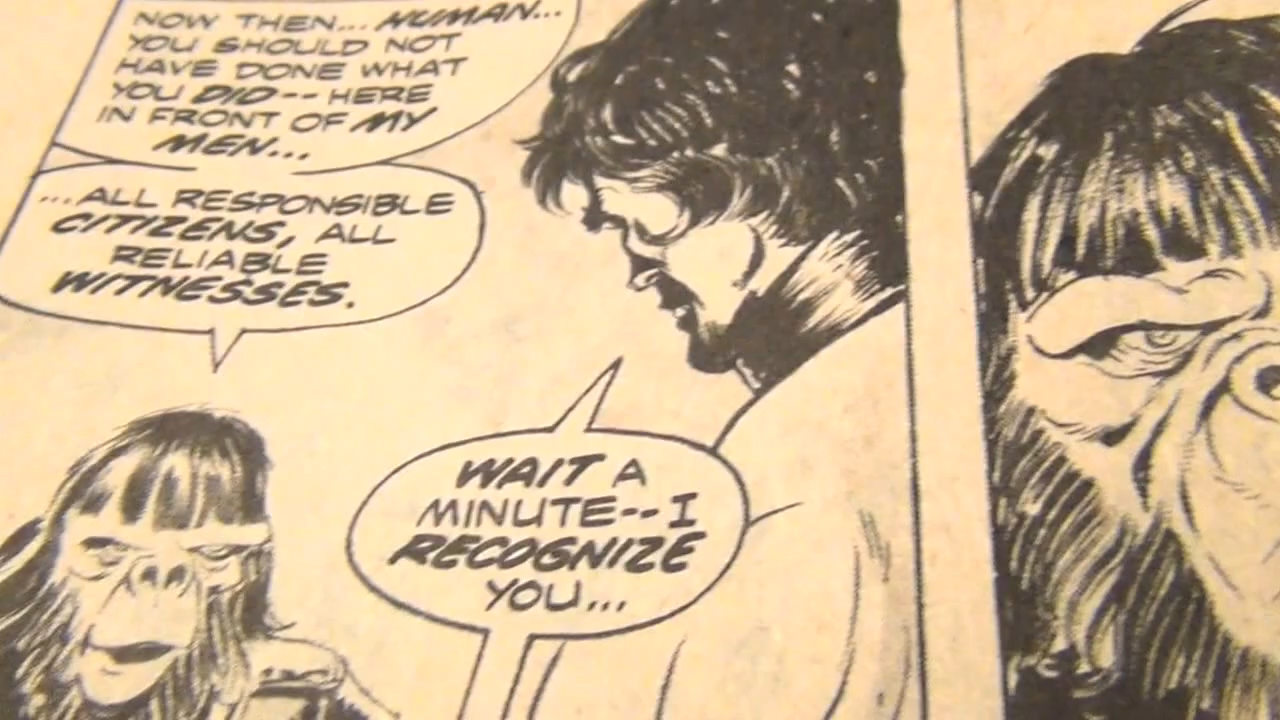 NOW THEN... HUMAN...
YOU SHOULD NOT
HAVE DONE WHAT
YOU DID--HERE
IN FRONT OF MY
MEN...
...ALL RESPONSIBLE
CITIZENS, ALL
RELIABLE
WITNESSES.
WAIT A
MINUTE--I
RECOGNIZE
YOU...